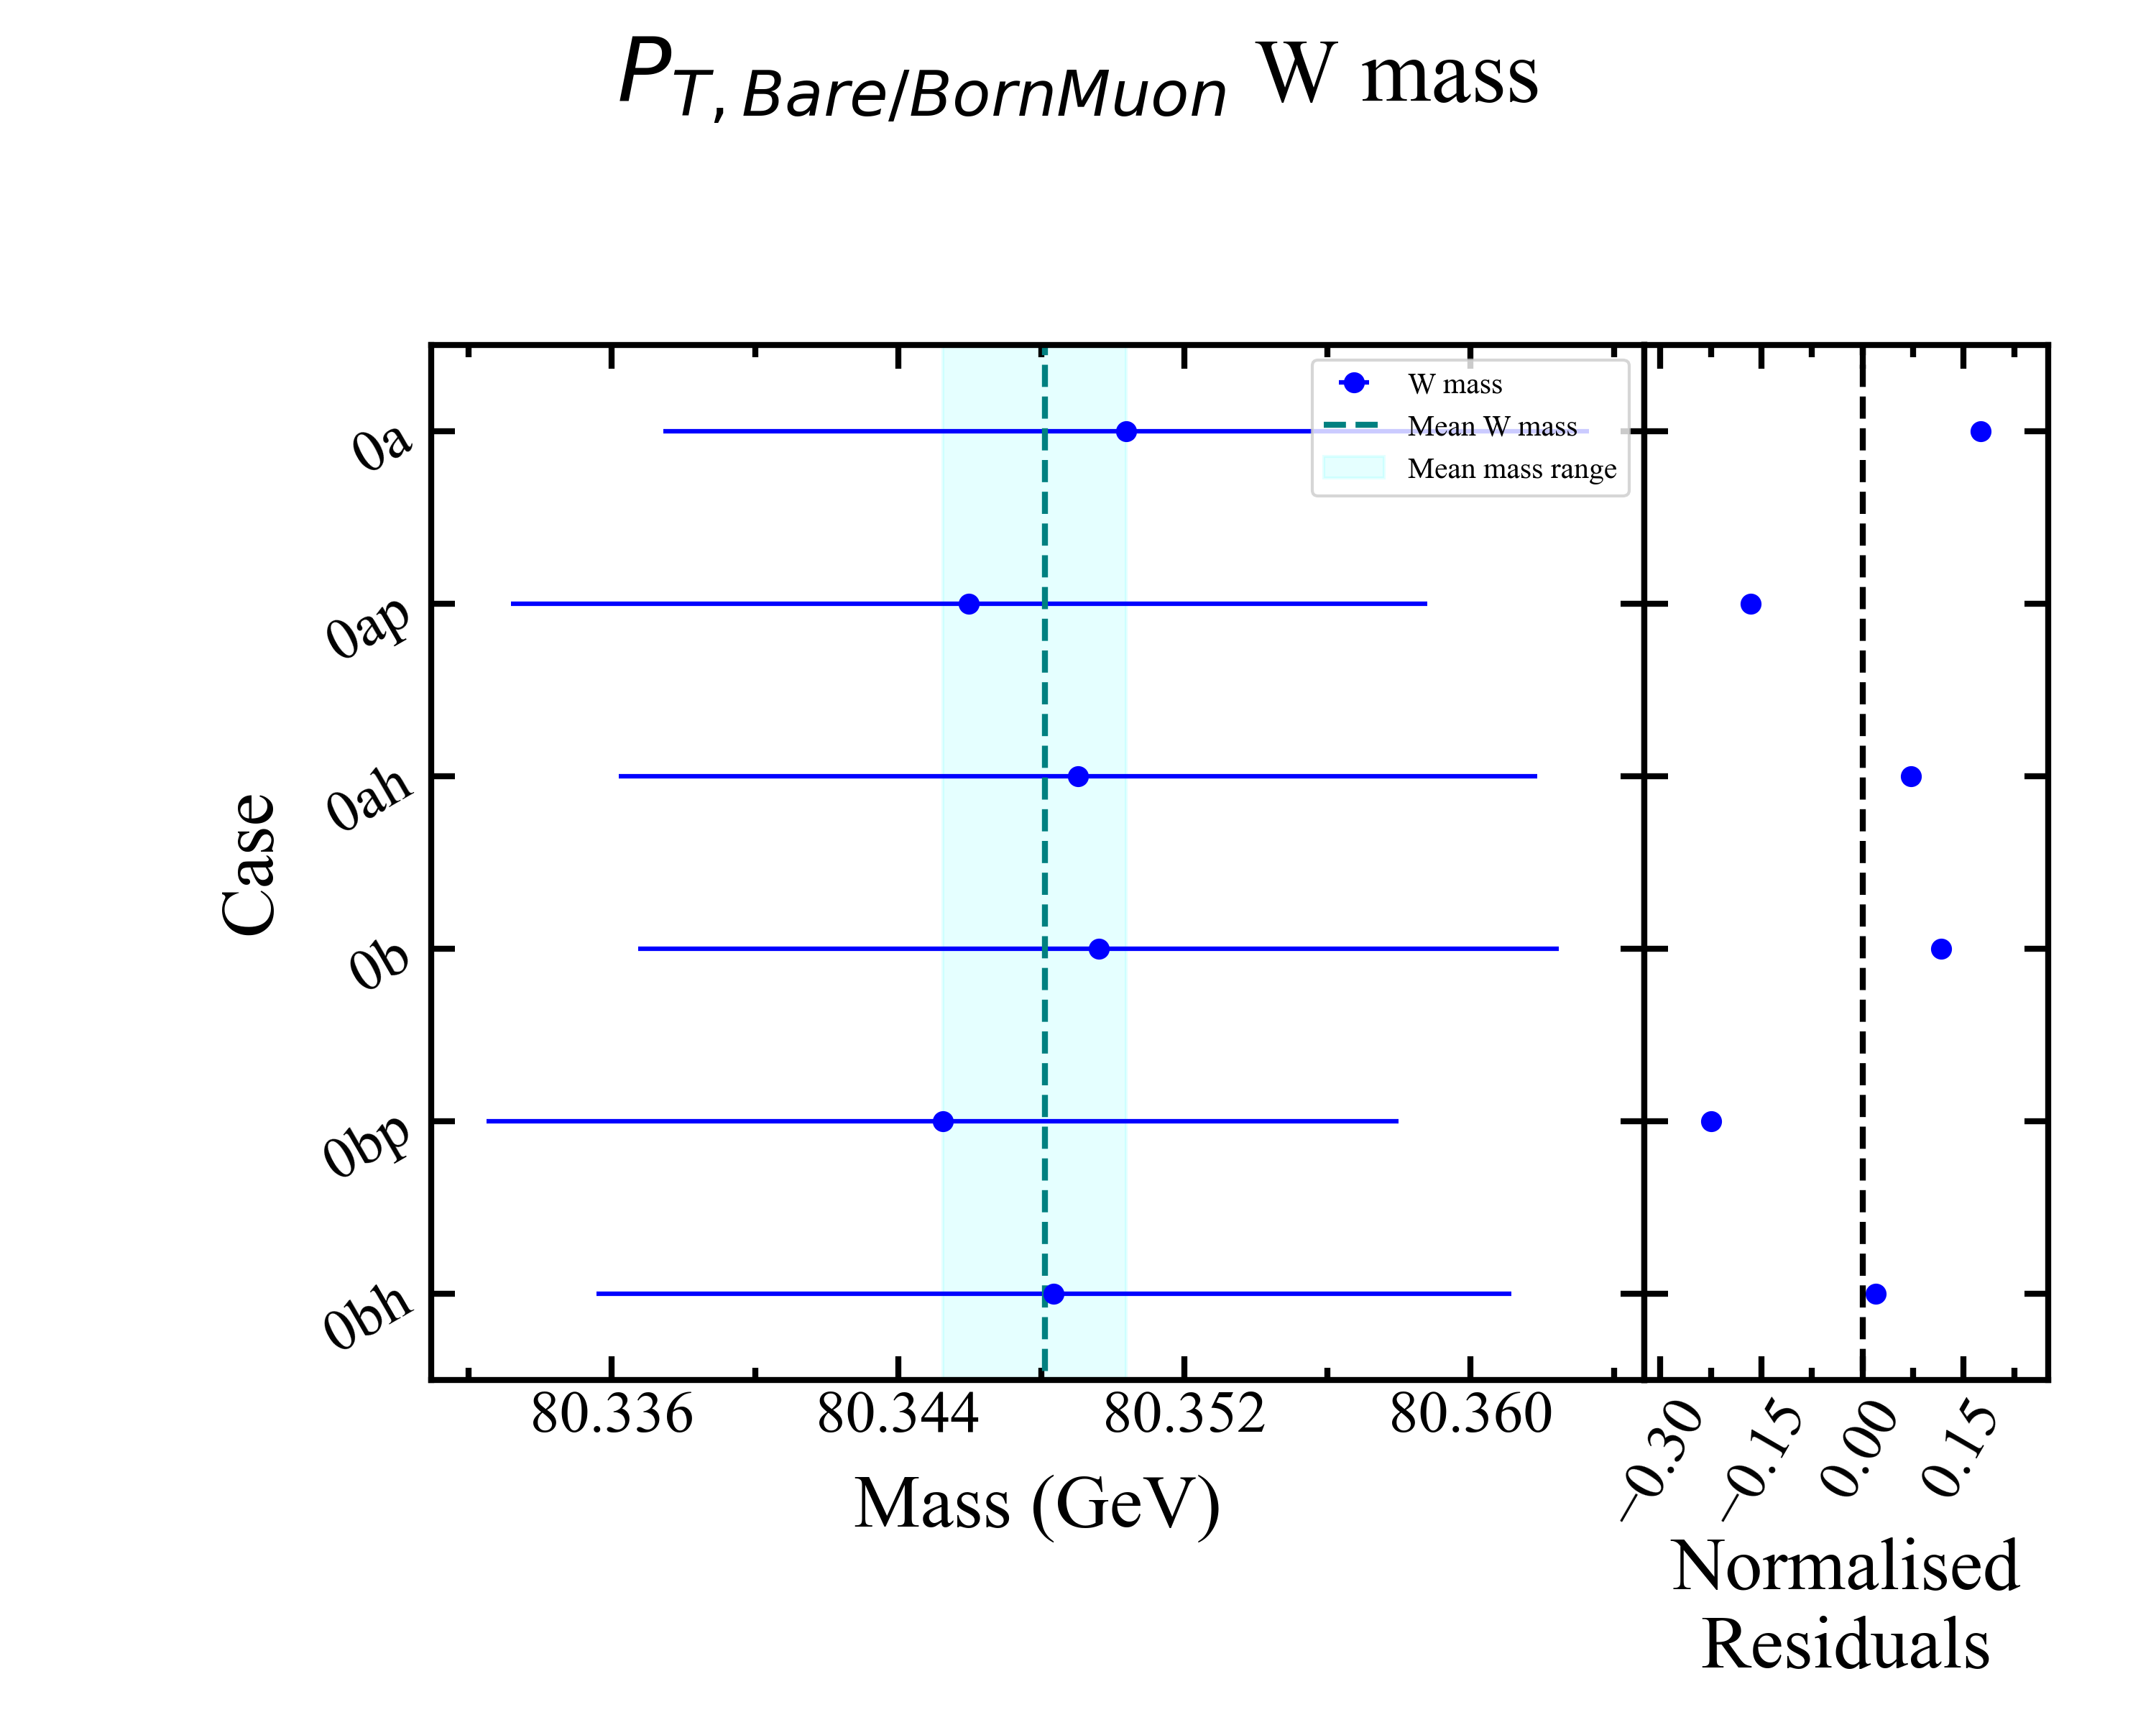 P_{T, Bare/BornMuon} W mass
W mass
Mean W mass
Mean mass range
0a
0ap
0ah
0b
0bp
0bh
Case
80.336 80.344 80.352 80.360
Mass (GeV)
−0.30 −0.15 0.00 0.15
Normalised
Residuals